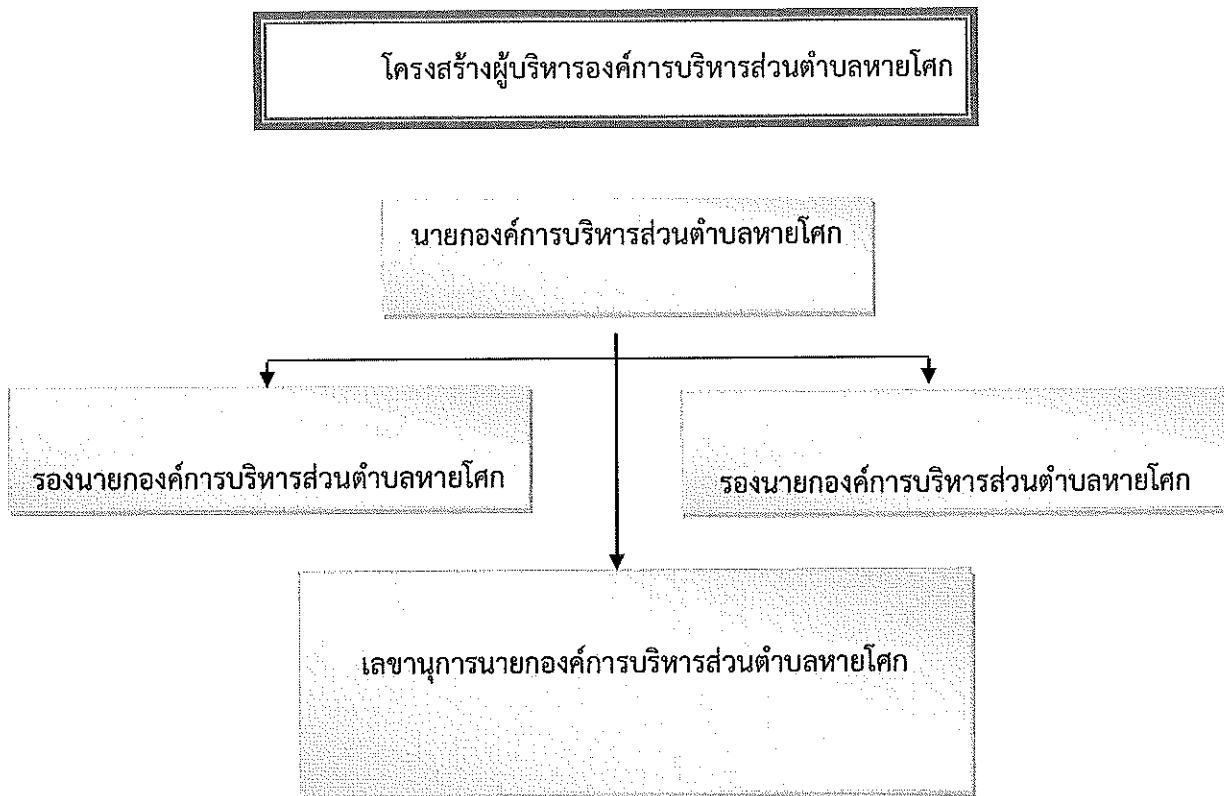 โครงสร้างผู้บริหารองค์การบริหารส่วนตำบลหายโศก
นายกองค์การบริหารส่วนตำบลหายโศก
รองนายกองค์การบริหารส่วนตำบลหายโศก
รองนายกองค์การบริหารส่วนตำบลหายโศก
เลขานุการนายกองค์การบริหารส่วนตำบลหายโศก